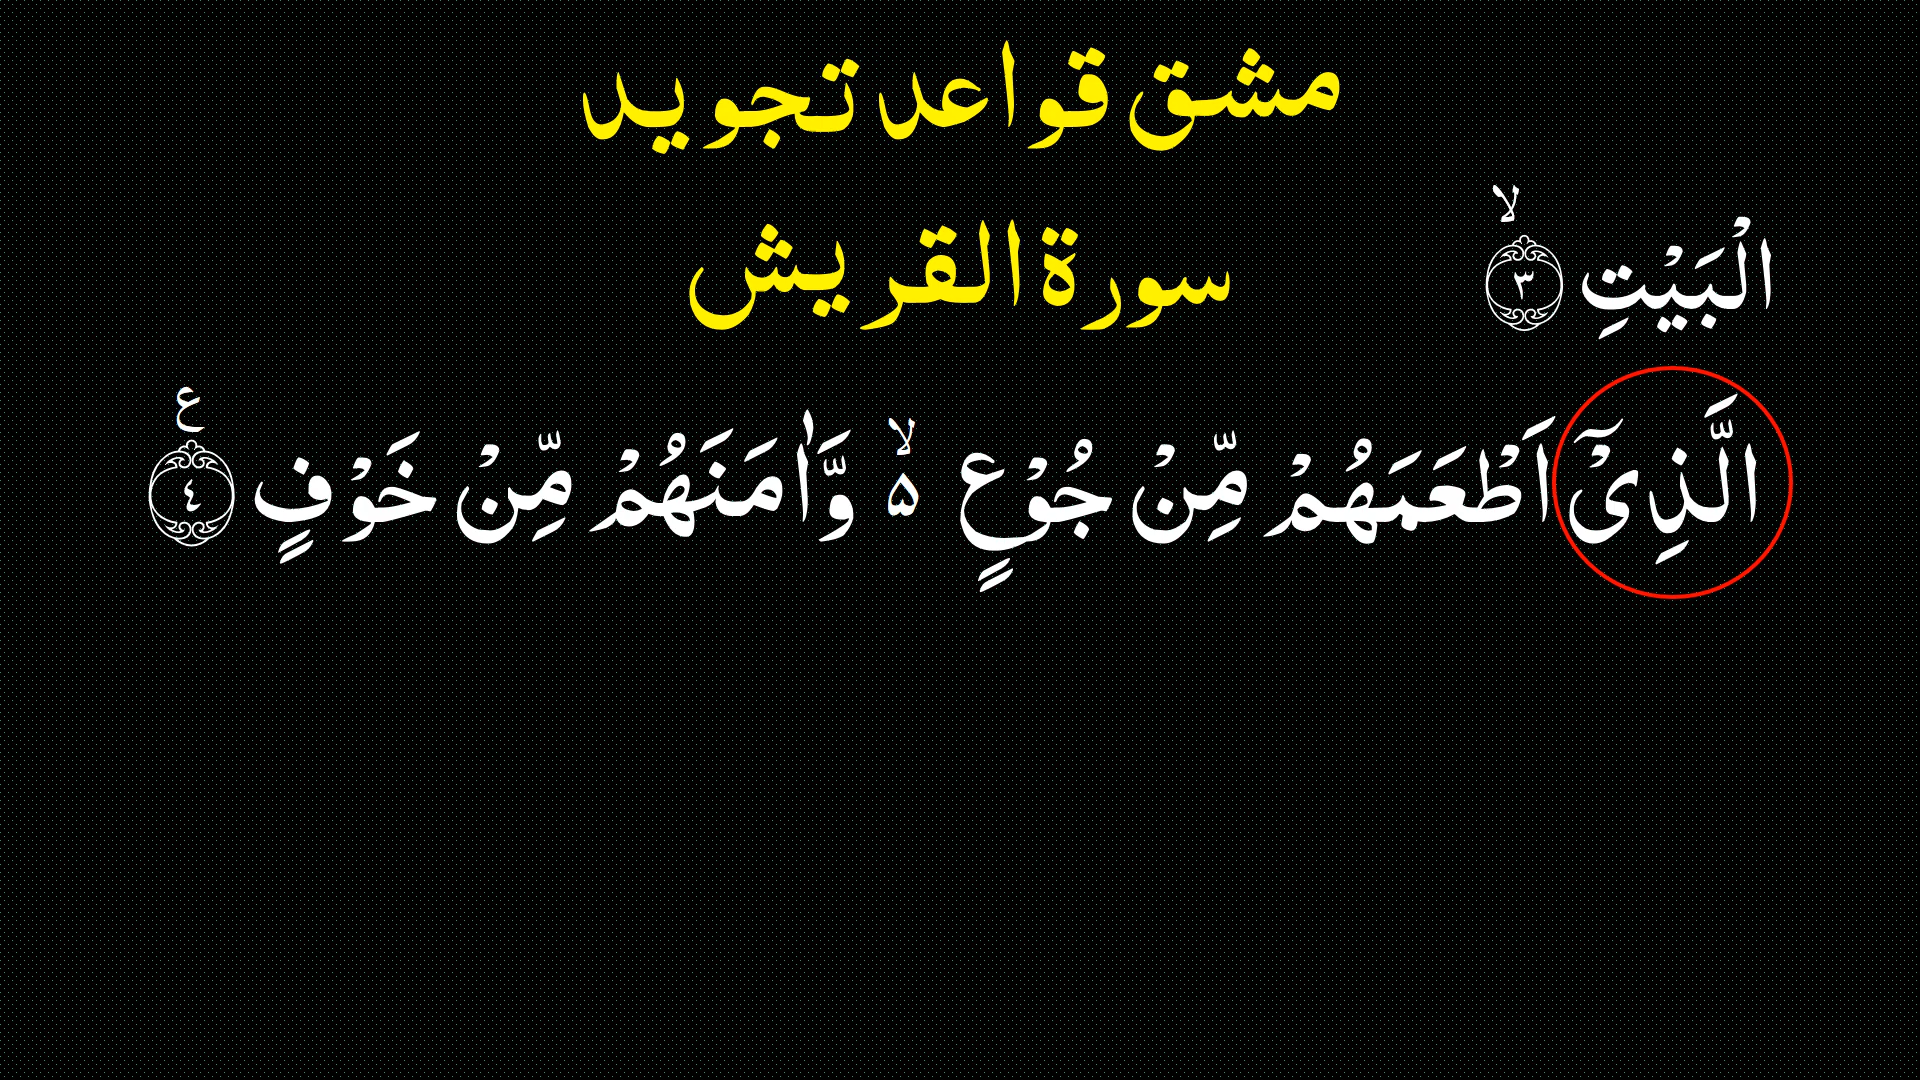 مشق قواعد تجوید
سورة القریش
الْبَيْتِ ۙ﴿٣﴾
الَّذِىْۤ اَطْعَمَهُمْ مِّنْ جُوْعٍ ۵ۙ وَّاٰمَنَهُمْ مِّنْ خَوْفٍ ﴿٤﴾ ع